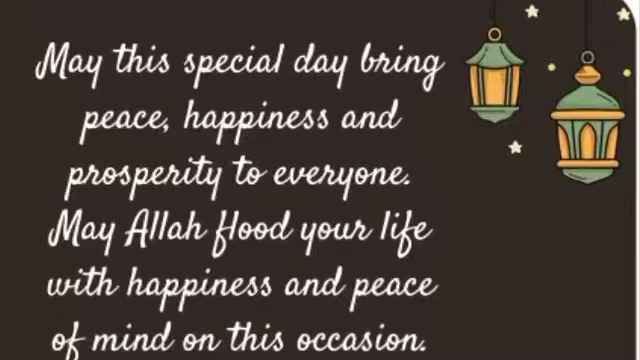 May this special day bring
peace, happiness and
prosperity to everyone.
May Allah flood your life
with happiness and peace
of mind on this occasion.